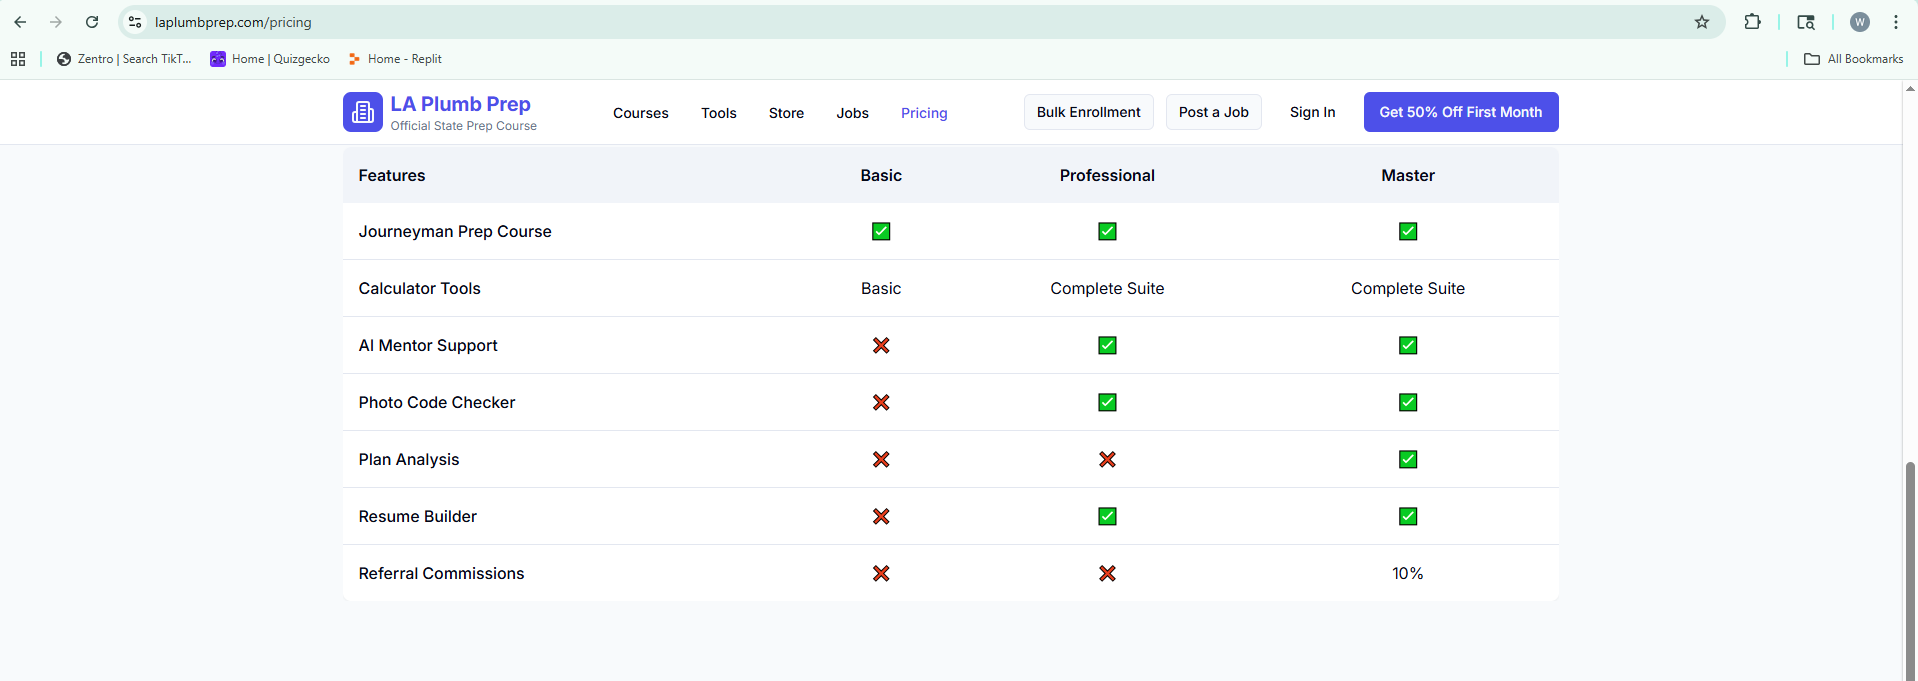 laplumbprep.com/pricing
W
Zentro | Search TikT...
Home | Quizgecko
Home - Replit
All Bookmarks
LA Plumb Prep
Official State Prep Course
Courses
Tools
Store
Jobs
Pricing
Bulk Enrollment
Post a Job
Sign In
Get 50% Off First Month
Features Basic Professional Master
Journeyman Prep Course
Calculator Tools Basic Complete Suite Complete Suite
AI Mentor Support
Photo Code Checker
Plan Analysis
Resume Builder
Referral Commissions 10%